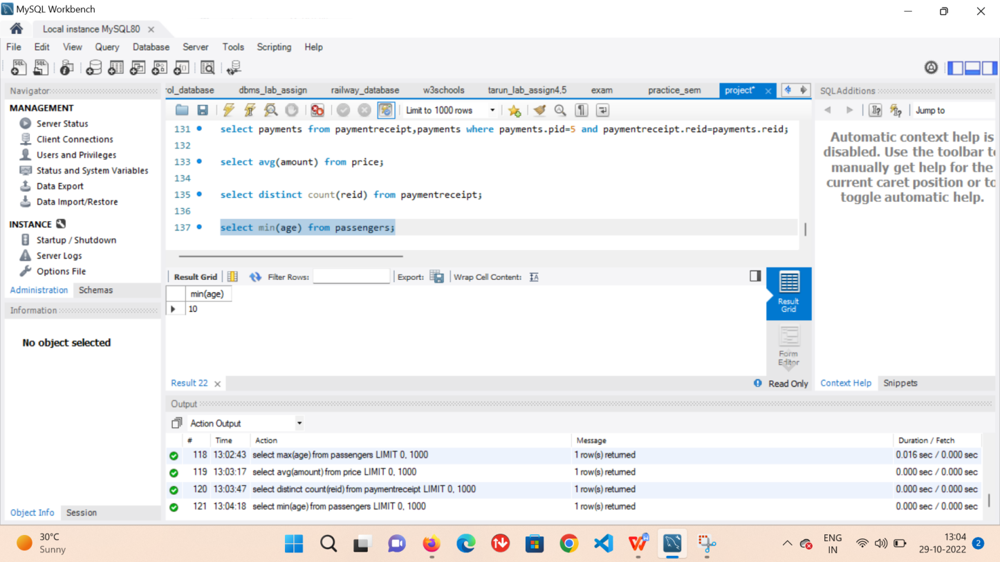 MySQL Workbench
Local instance MySQL80
File Edit View Query Database Server Tools Scripting Help
Navigator
MANAGEMENT
Server Status
Client Connections
Users and Privileges
Status and System Variables
Data Export
Data Import/Restore
INSTANCE
Startup / Shutdown
Server Logs
Options File
Administration Schemas
Information
No object selected
Object Info Session
rol_database dbms_lab_assign railway_database w3schools tarun_lab_assign4,5 exam practice_sem project*
Limit to 1000 rows
131 select payments from paymentreceipt,payments where payments.pid=5 and paymentreceipt.reid=payments.reid;
132
133 select avg(amount) from price;
134
135 select distinct count(reid) from paymentreceipt;
136
137 select min(age) from passengers;
Result Grid Filter Rows: Export: Wrap Cell Content:
min(age)
10
Result
Grid
Form
Editor
Result 22
Read Only
SQLAdditions
Jump to
Automatic context help is
disabled. Use the toolbar to
manually get help for the
current caret position or to
toggle automatic help.
Context Help Snippets
Output
Action Output
# Time Action Message Duration / Fetch
118 13:02:43 select max(age) from passengers LIMIT 0, 1000 1 row(s) returned 0.016 sec / 0.000 sec
119 13:03:17 select avg(amount) from price LIMIT 0, 1000 1 row(s) returned 0.000 sec / 0.000 sec
120 13:03:47 select distinct count(reid) from paymentreceipt LIMIT 0, 1000 1 row(s) returned 0.000 sec / 0.000 sec
121 13:04:18 select min(age) from passengers LIMIT 0, 1000 1 row(s) returned 0.000 sec / 0.000 sec
30°C
Sunny
ENG
IN
13:04
29-10-2022
2